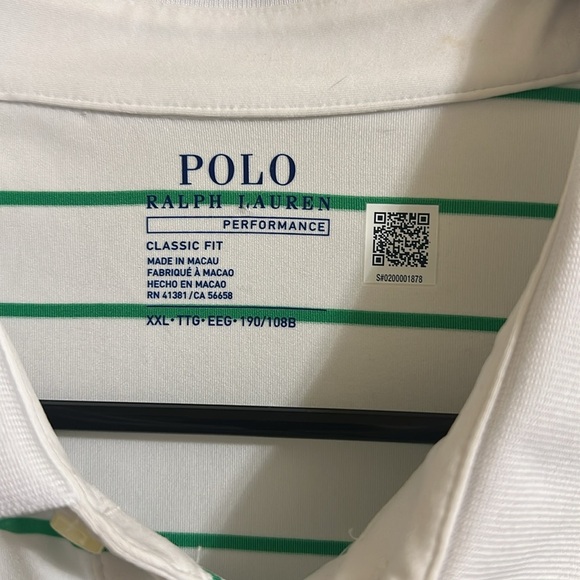 POLO
RALPH LAUREN
PERFORMANCE
CLASSIC FIT
MADE IN MACAU
FABRIQUÉ À MACAO
HECHO EN MACAO
RN 41381/CA 56658
XXL·TTG·EEG·190/108B
S#0200001878